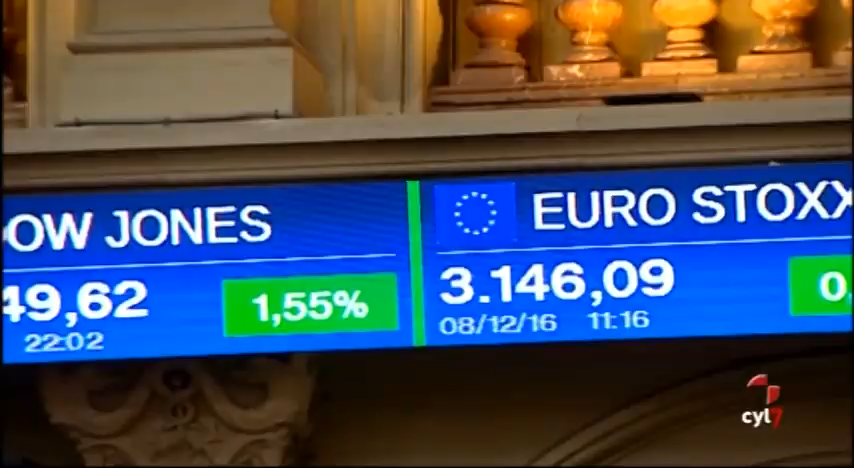 OW JONES
49,62
1,55%
22:02
EURO STOXX
3.146,09
0,
08/12/16 11:16
cyl7